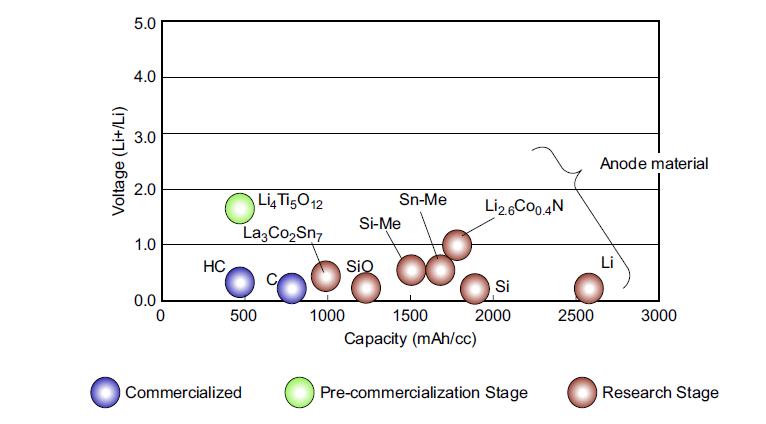 5.0
4.0
3.0
2.0
1.0
0.0
Voltage (Li+/Li)
0
500
1000
1500
2000
2500
3000
Capacity (mAh/cc)
Anode material
Li₄Ti₅O₁₂
Sn-Me
Li₂.₆Co₀.₄N
Si-Me
La₃Co₂Sn₇
HC
C
SiO
Si
Li
Commercialized
Pre-commercialization Stage
Research Stage